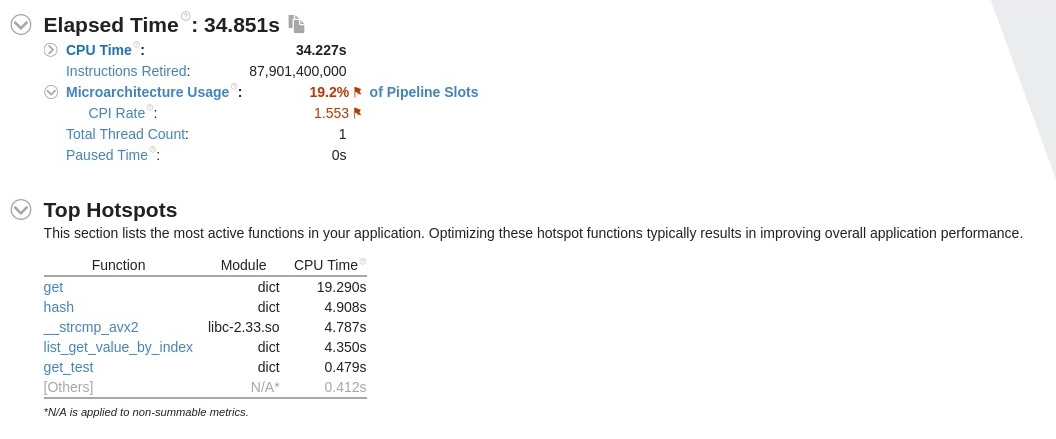 Elapsed Time : 34.851s
CPU Time : 34.227s
Instructions Retired: 87,901,400,000
Microarchitecture Usage : 19.2% of Pipeline Slots
CPI Rate : 1.553
Total Thread Count: 1
Paused Time : 0s
Top Hotspots
This section lists the most active functions in your application. Optimizing these hotspot functions typically results in improving overall application performance.
Function Module CPU Time
get dict 19.290s
hash dict 4.908s
__strcmp_avx2 libc-2.33.so 4.787s
list_get_value_by_index dict 4.350s
get_test dict 0.479s
[Others] N/A* 0.412s
*N/A is applied to non-summable metrics.